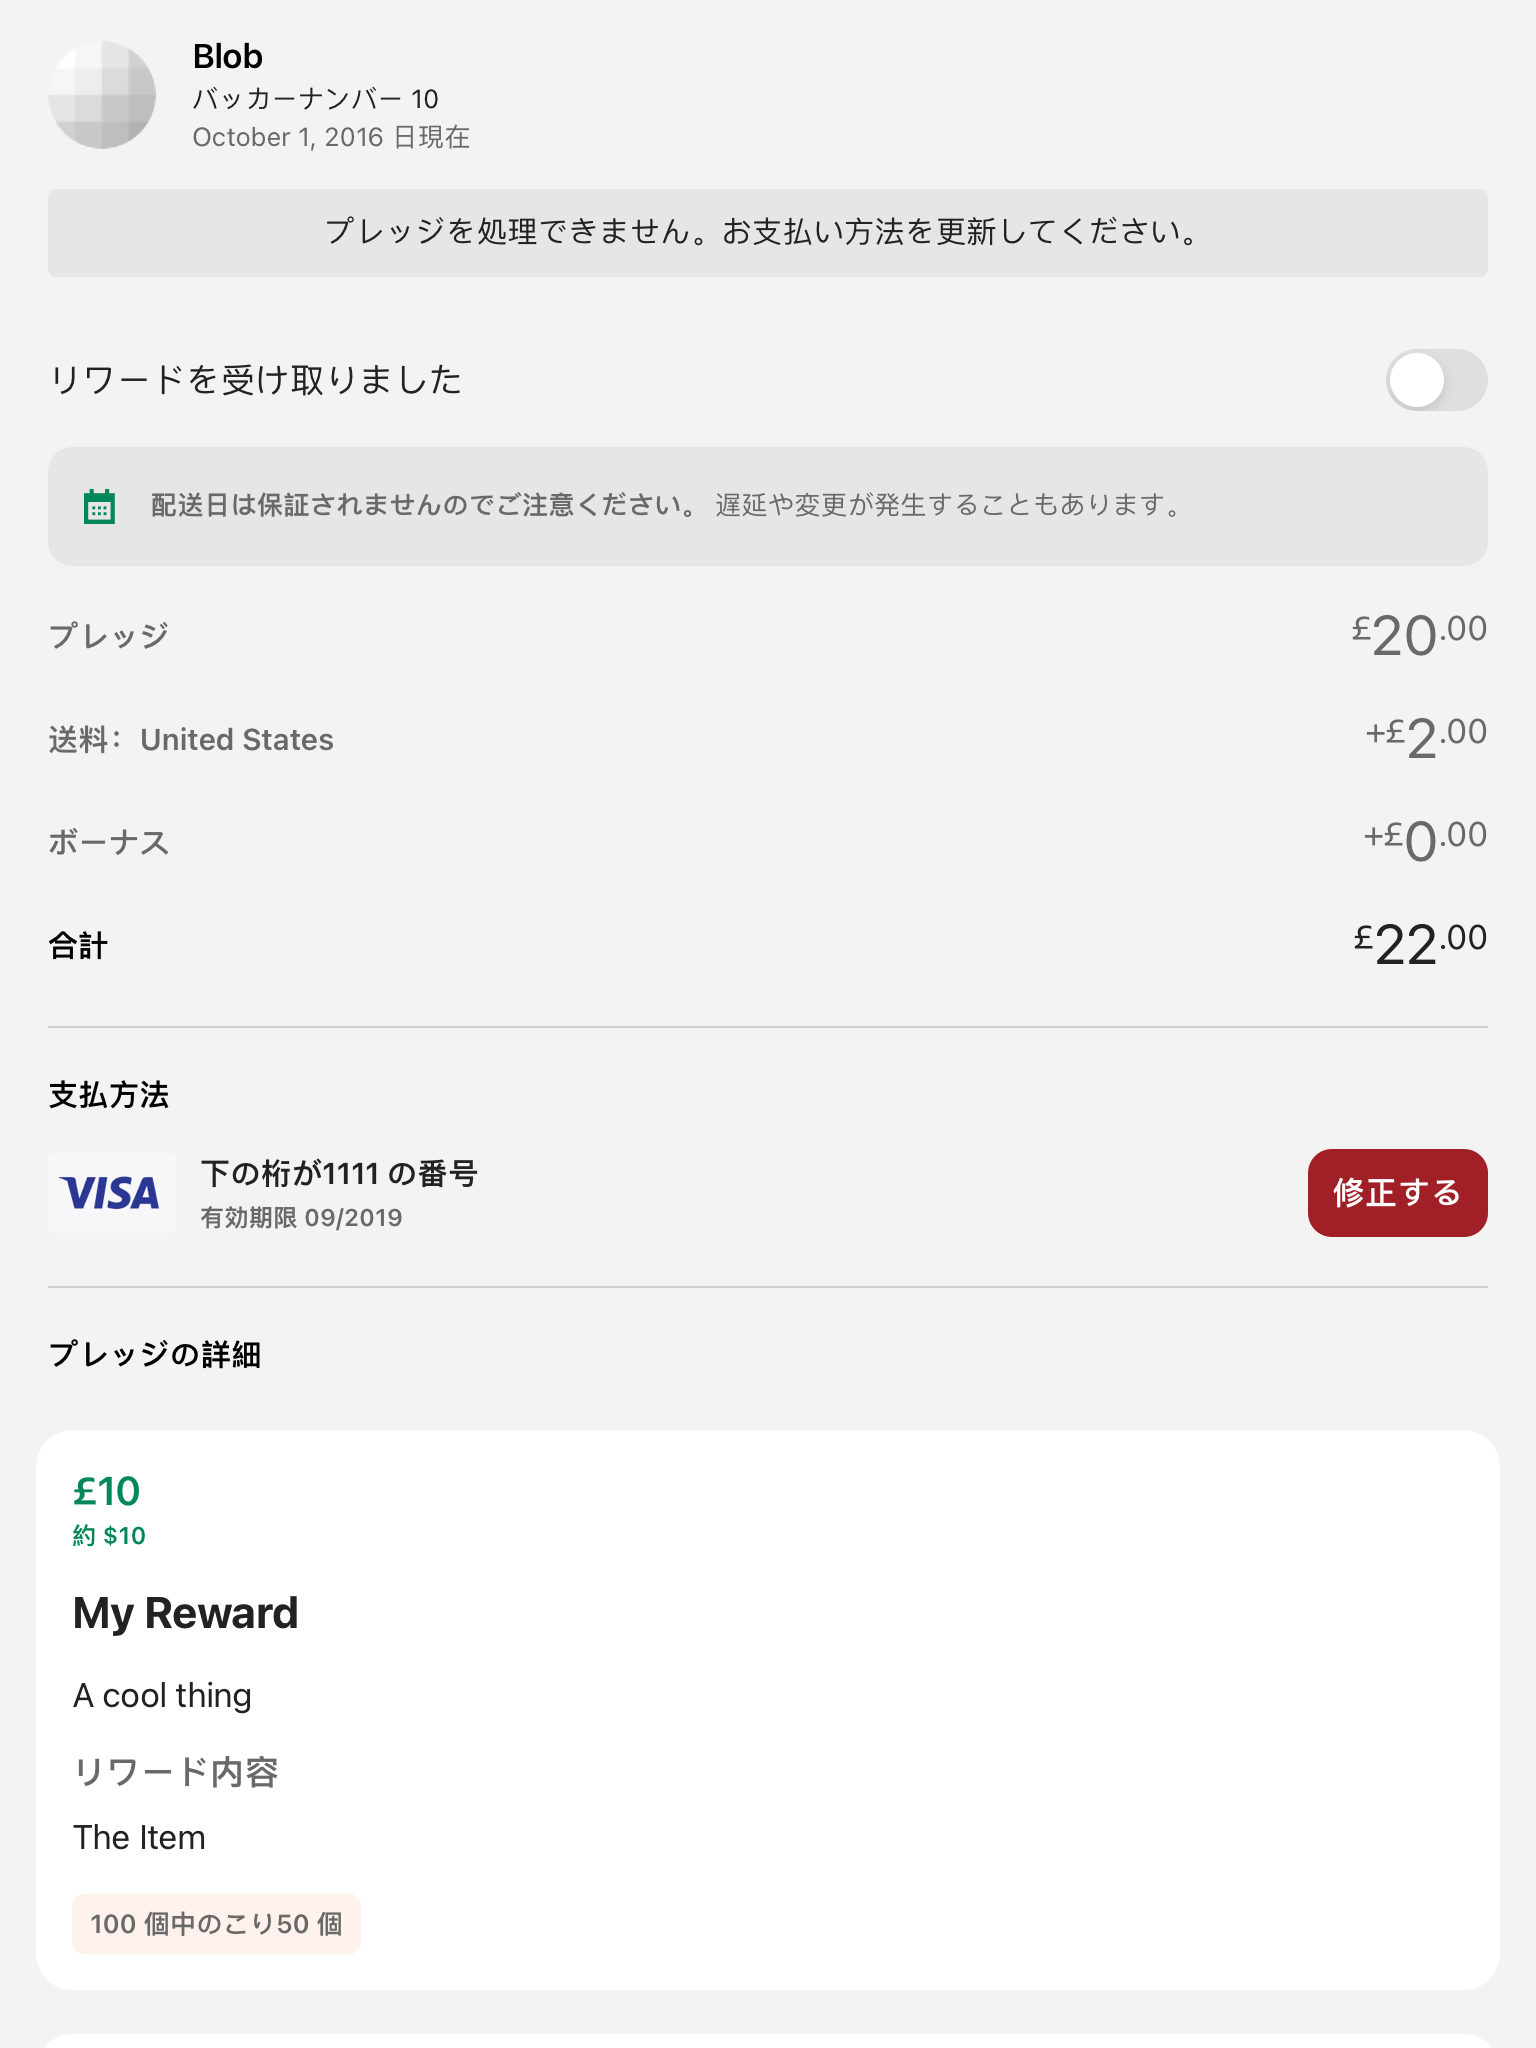 Blob
バッカーナンバー 10
October 1, 2016 日現在
プレッジを処理できません。お支払い方法を更新してください。
リワードを受け取りました
配送日は保証されませんのでご注意ください。 遅延や変更が発生することもあります。
プレッジ £20.00
送料： United States +£2.00
ボーナス +£0.00
合計 £22.00
支払方法
VISA
下の桁が1111 の番号
有効期限 09/2019
修正する
プレッジの詳細
£10
約 $10
My Reward
A cool thing
リワード内容
The Item
100 個中のこり50 個